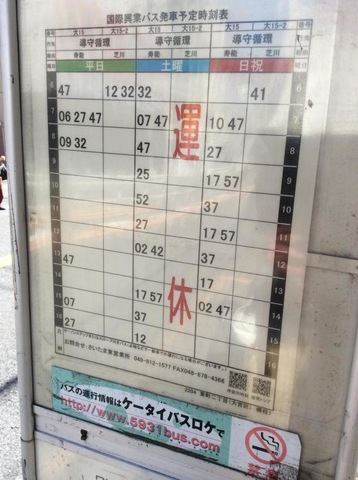 国際興業バス発車予定時刻表
大15 大15-2 大15 大15-2 大15 大15-2
導守循環 導守循環 導守循環
寿能 芝川 寿能 芝川 寿能 芝川
平日 土曜 日祝
6 47 12 32 32 41
7 06 27 47 07 47 10 47 7
8 09 32 27 37 8
25 17 57
52 37
27 17 57
02 42 37
13 47
47 17 57 02 47
15 07 37
16 27 12
運休
お問合せ:さいたま東営業所 048-812-1577 FAX048-878-4366
バスの運行情報はケータイバスロケで
http://www.5931bus.com
禁煙